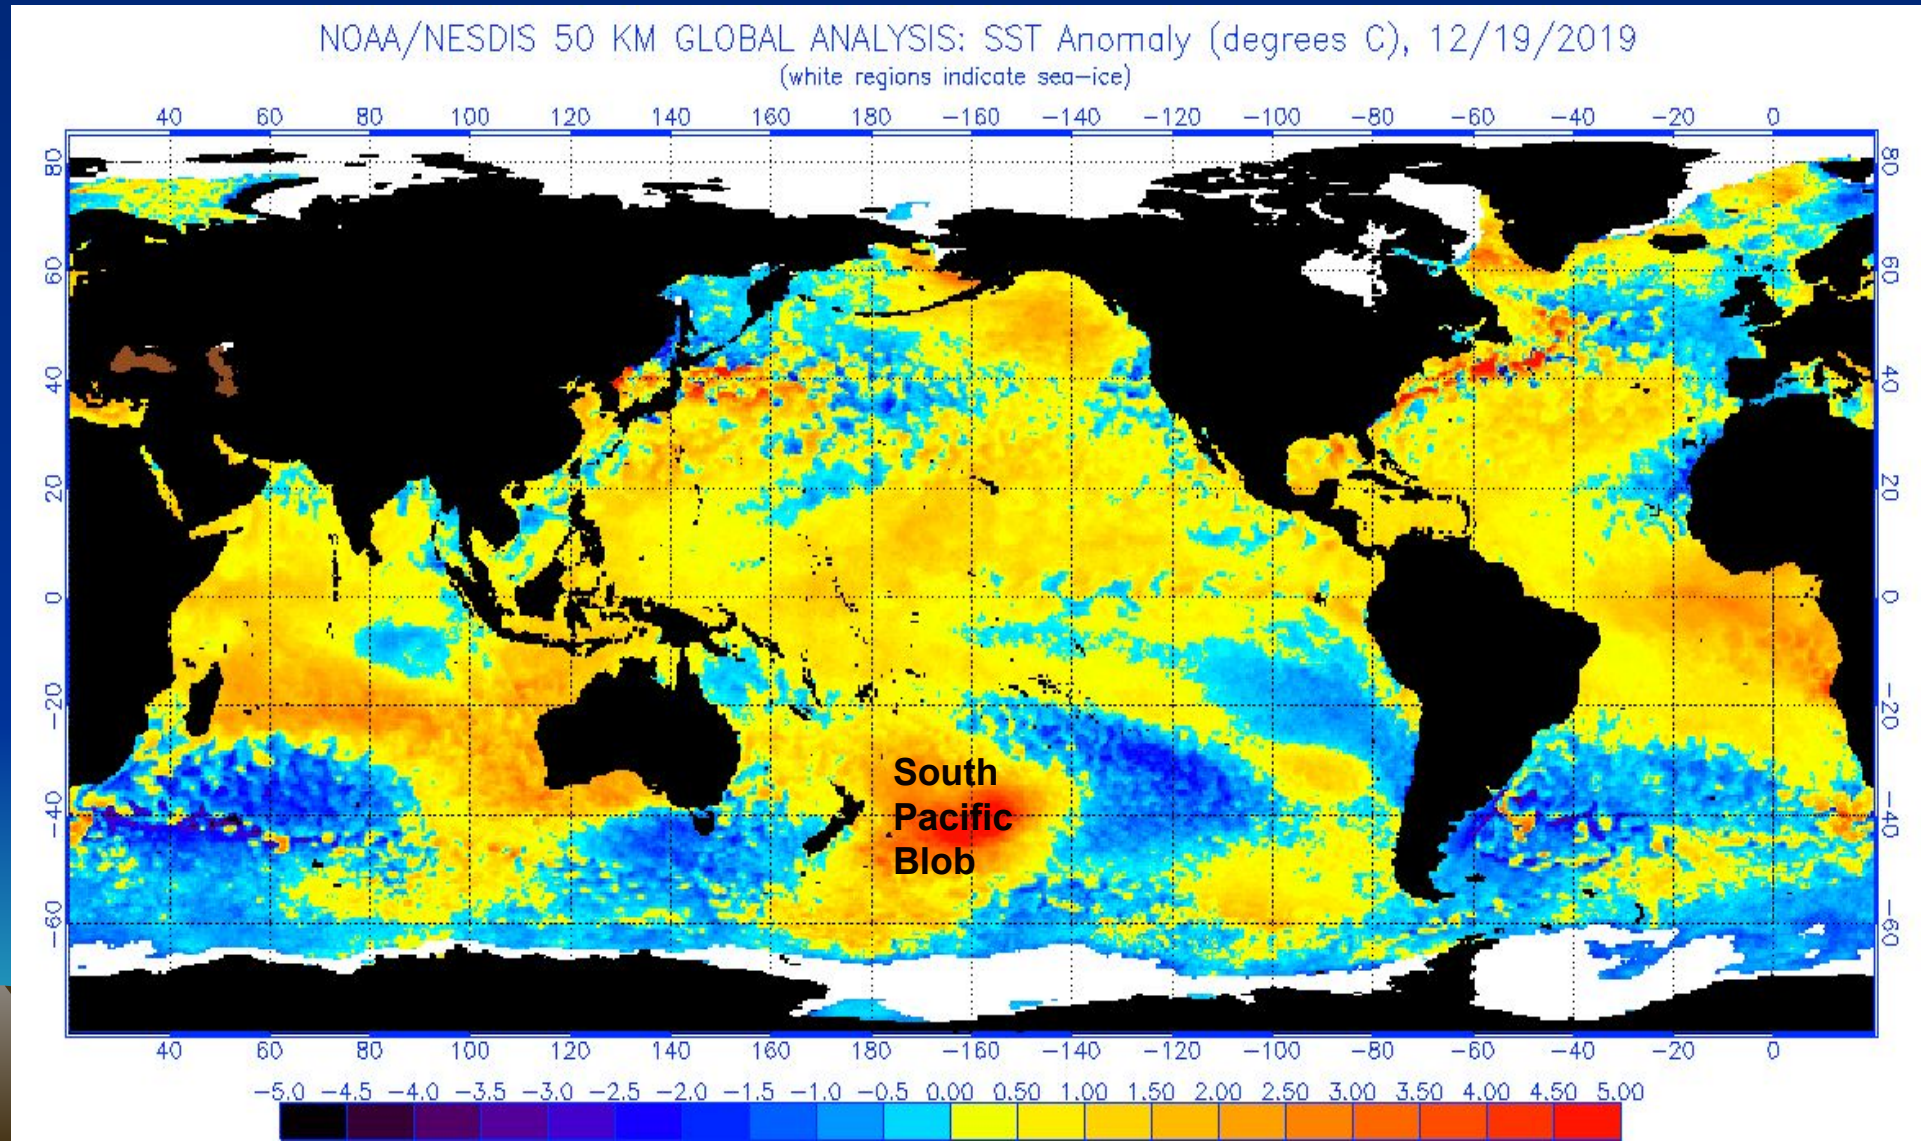 NOAA/NESDIS 50 KM GLOBAL ANALYSIS: SST Anomaly (degrees C), 12/19/2019
(white regions indicate sea-ice)
40 60 80 100 120 140 160 180 -160 -140 -120 -100 -80 -60 -40 -20 0
80 80
60 60
40 40
20 20
0 0
-20 -20
South
Pacific
-40 -40
Blob
-60 -60
40 60 80 100 120 140 160 180 -160 -140 -120 -100 -80 -60 -40 -20 0
-5.0 -4.5 -4.0 -3.5 -3.0 -2.5 -2.0 -1.5 -1.0 -0.5 0.00 0.50 1.00 1.50 2.00 2.50 3.00 3.50 4.00 4.50 5.00